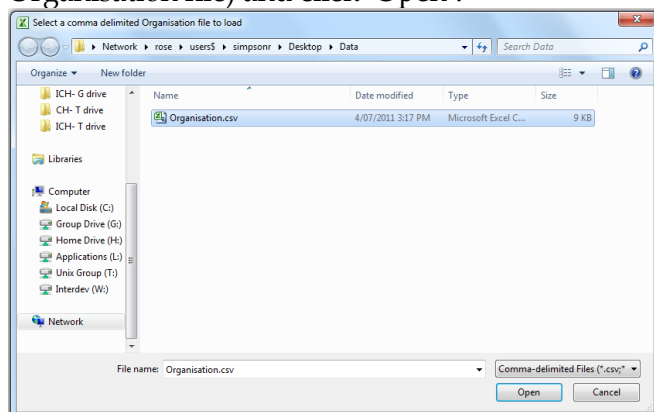 Organisation file) and click 'Open'.
Select a comma delimited Organisation file to load
Network ▸ rose ▸ users$ ▸ simpsonr ▸ Desktop ▸ Data
Search Data
Organize
New folder
Name
Date modified
Type
Size
ICH- G drive
CH- T drive
ICH- T drive
Organisation.csv
4/07/2011 3:17 PM
Microsoft Excel C...
9 KB
Libraries
Computer
Local Disk (C:)
Group Drive (G:)
Home Drive (H:)
Applications (L:)
Unix Group (T:)
Interdev (W:)
Network
File name: Organisation.csv
Comma-delimited Files (*.csv;*
Open
Cancel